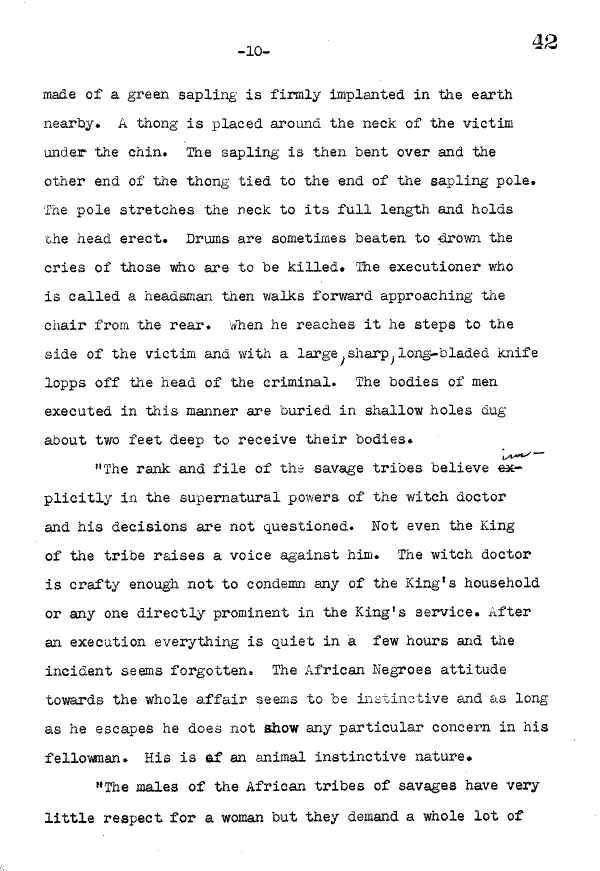 42
-10-
made of a green sapling is firmly implanted in the earth
nearby. A thong is placed around the neck of the victim
under the chin. The sapling is then bent over and the
other end of the thong tied to the end of the sapling pole.
The pole stretches the neck to its full length and holds
the head erect. Drums are sometimes beaten to drown the
cries of those who are to be killed. The executioner who
is called a headsman then walks forward approaching the
chair from the rear. When he reaches it he steps to the
side of the victim and with a large, sharp, long-bladed knife
lopps off the head of the criminal. The bodies of men
executed in this manner are buried in shallow holes dug
about two feet deep to receive their bodies.
im-
"The rank and file of the savage tribes believe ex-
plicitly in the supernatural powers of the witch doctor
and his decisions are not questioned. Not even the King
of the tribe raises a voice against him. The witch doctor
is crafty enough not to condemn any of the King's household
or any one directly prominent in the King's service. After
an execution everything is quiet in a few hours and the
incident seems forgotten. The African Negroes attitude
towards the whole affair seems to be instinctive and as long
as he escapes he does not show any particular concern in his
fellowman. His is of an animal instinctive nature.
"The males of the African tribes of savages have very
little respect for a woman but they demand a whole lot of